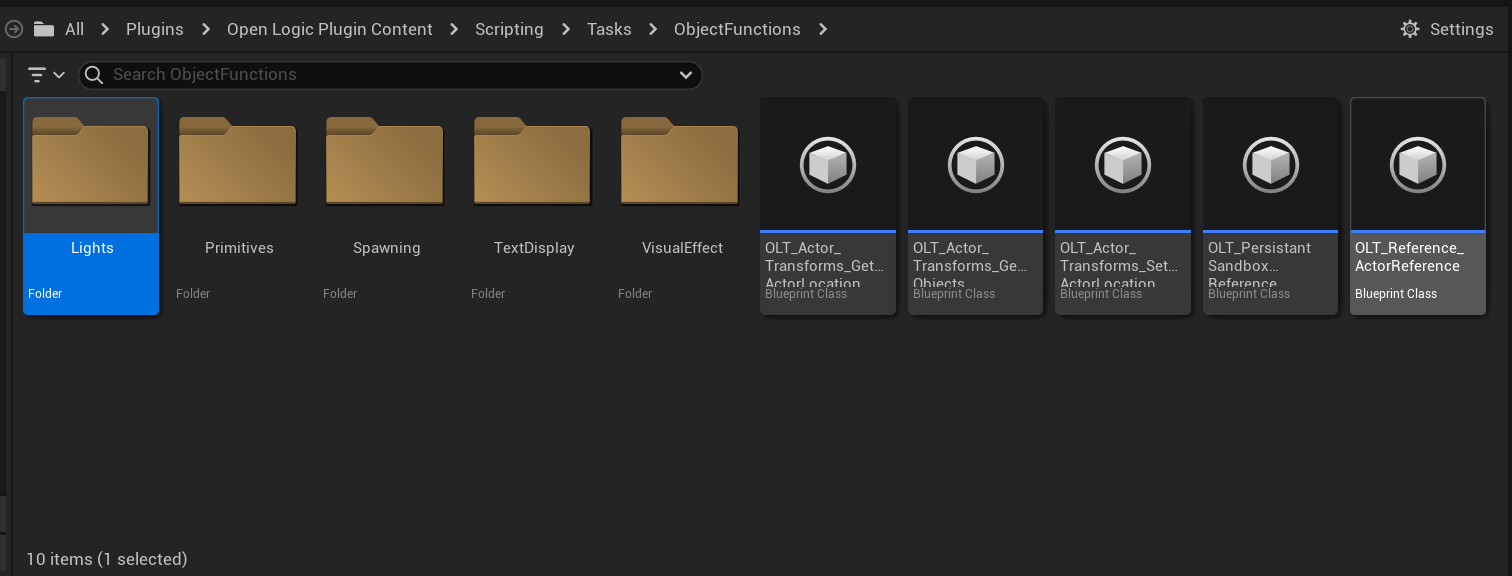 All Plugins Open Logic Plugin Content Scripting Tasks ObjectFunctions Settings
Search ObjectFunctions
Lights
Folder
Primitives
Folder
Spawning
Folder
TextDisplay
Folder
VisualEffect
Folder
OLT_Actor_
Transforms_Get...
ActorLocation
Blueprint Class
OLT_Actor_
Transforms_Ge...
Objects
Blueprint Class
OLT_Actor_
Transforms_Set...
ActorLocation
Blueprint Class
OLT_Persistant
Sandbox...
Reference
Blueprint Class
OLT_Reference_
ActorReference
Blueprint Class
10 items (1 selected)